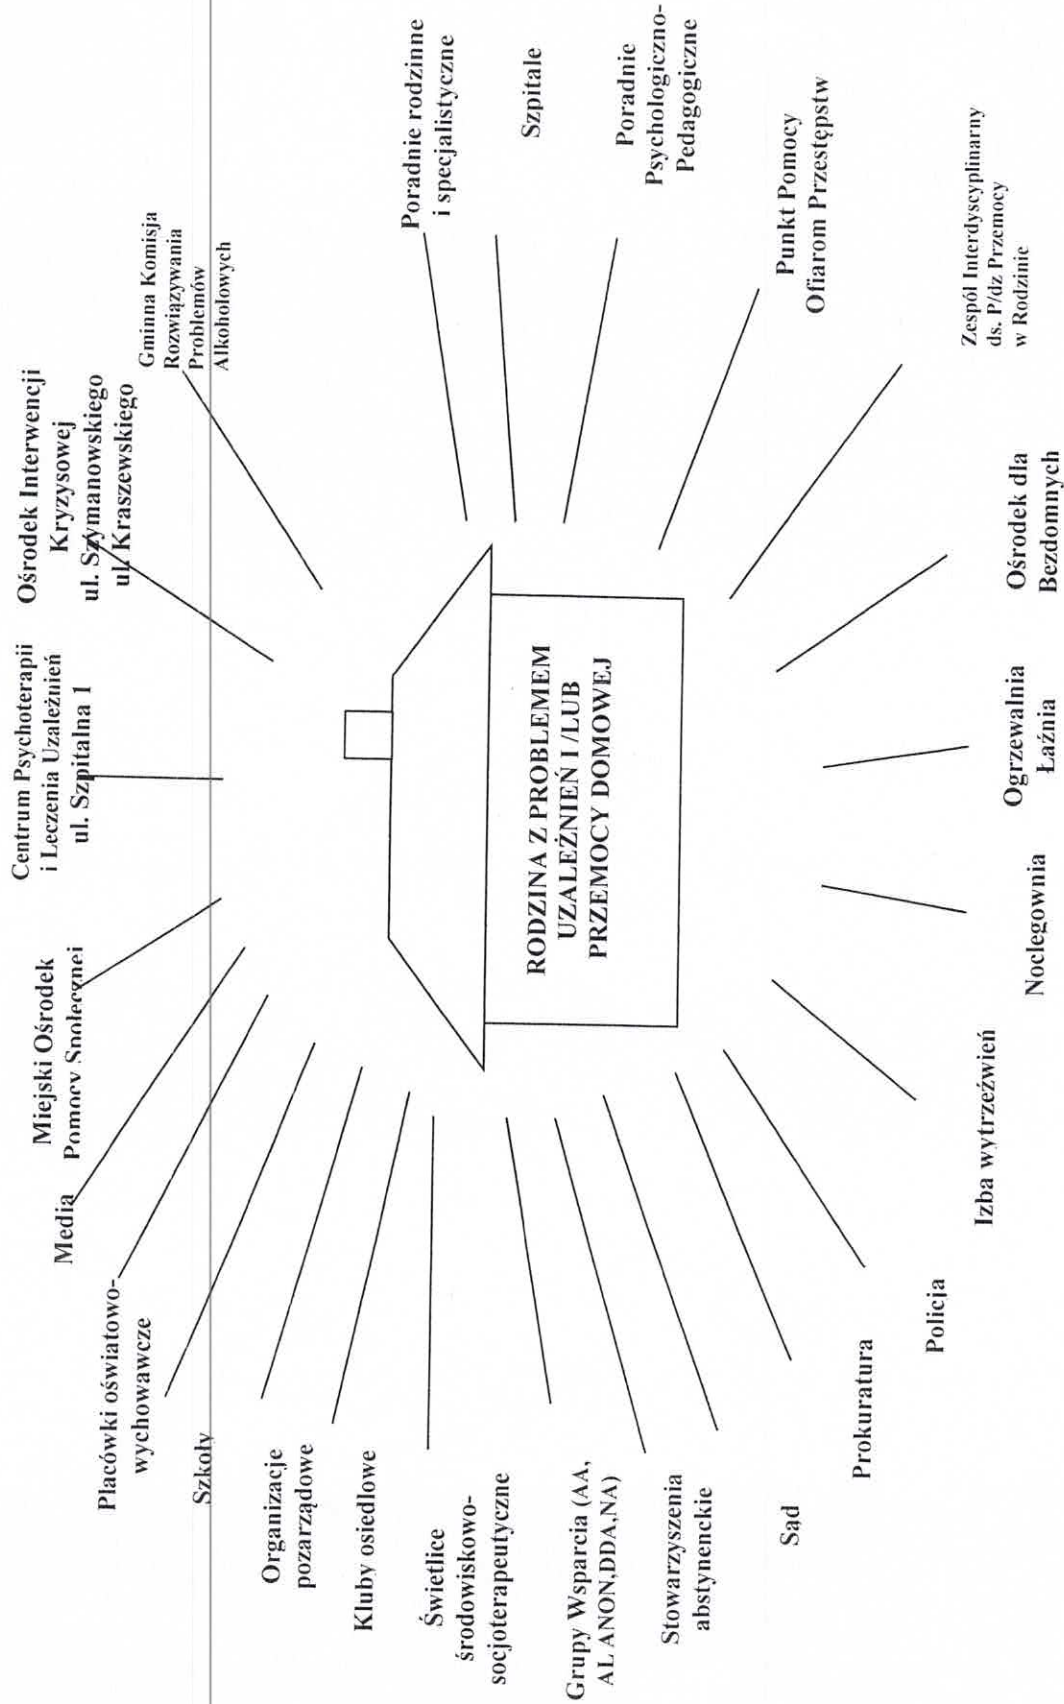 Miejski Ośrodek
Pomocy Społecznej
Centrum Psychoterapii
i Leczenia Uzależnień
ul. Szpitalna 1
Ośrodek Interwencji
Kryzysowej
ul. Szymanowskiego
ul. Kraszewskiego
Gminna Komisja
Rozwiązywania
Problemów
Alkoholowych
Poradnie rodzinne
i specjalistyczne
Szpitale
Poradnie
Psychologiczno-
Pedagogiczne
Punkt Pomocy
Ofiarom Przestępstw
Zespół Interdyscyplinarny
ds. P/dz Przemocy
w Rodzinie
Ośrodek dla
Bezdomnych
Ogrzewalnia
Łaźnia
Noclegownia
Izba wytrzeźwień
Policja
Prokuratura
Sąd
Stowarzyszenia
abstynenckie
Grupy Wsparcia (AA,
AL ANON,DDA,NA)
Świetlice
środowiskowo-
socjoterapeutyczne
Kluby osiedlowe
Organizacje
pozarządowe
Szkoły
Placówki oświatowo-
wychowawcze
Media
RODZINA Z PROBLEMEM
UZALEŻNIEŃ I /LUB
PRZEMOCY DOMOWEJ